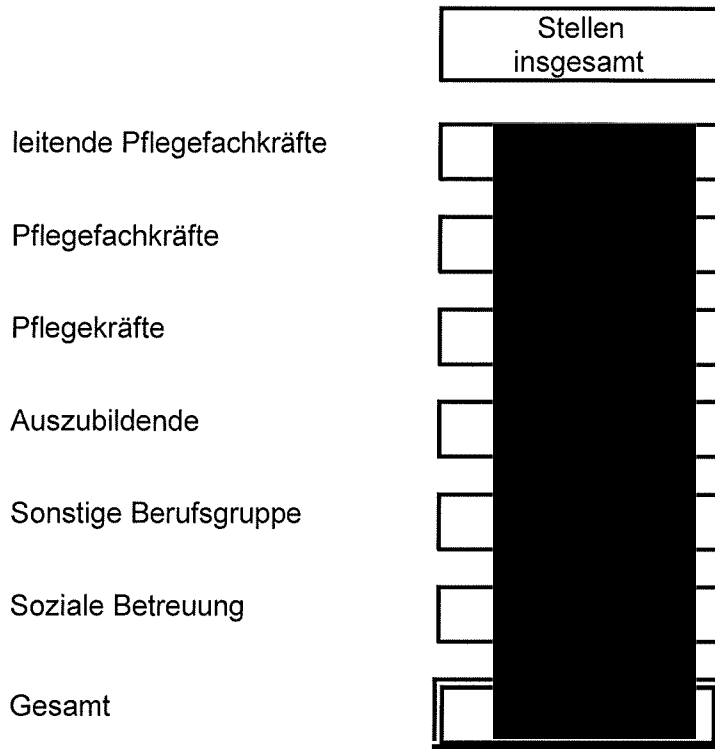 Stellen
insgesamt
leitende Pflegefachkräfte
Pflegefachkräfte
Pflegekräfte
Auszubildende
Sonstige Berufsgruppe
Soziale Betreuung
Gesamt